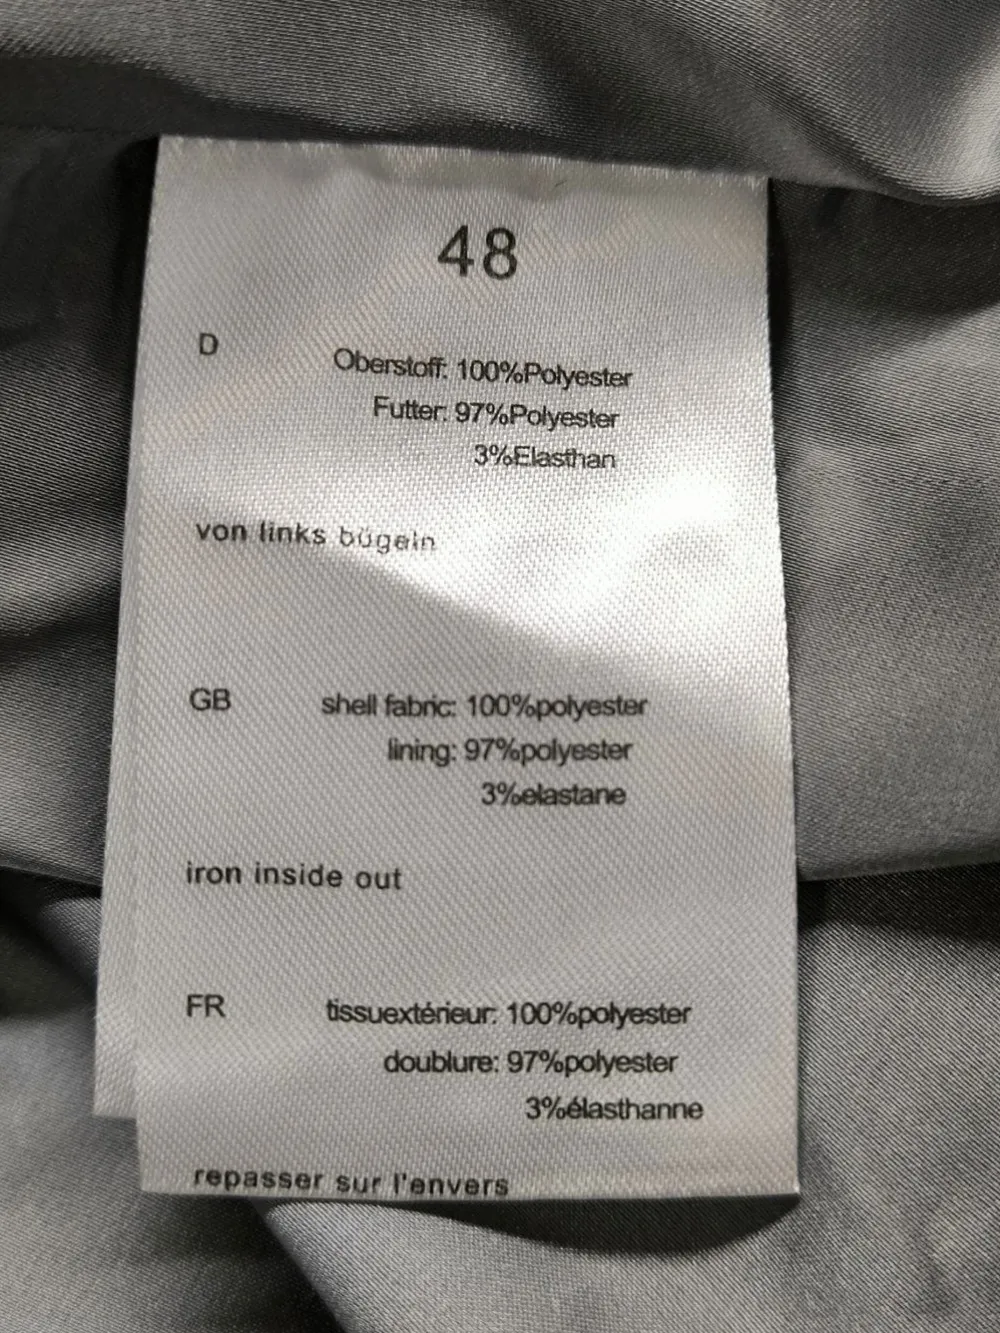 48
D
Oberstoff: 100%Polyester
Futter: 97%Polyester
3%Elasthan
von links bügeln
GB
shell fabric: 100%polyester
lining: 97%polyester
3%elastane
iron inside out
FR
tissuextérieur: 100%polyester
doublure: 97%polyester
3%élasthanne
repasser sur l'envers